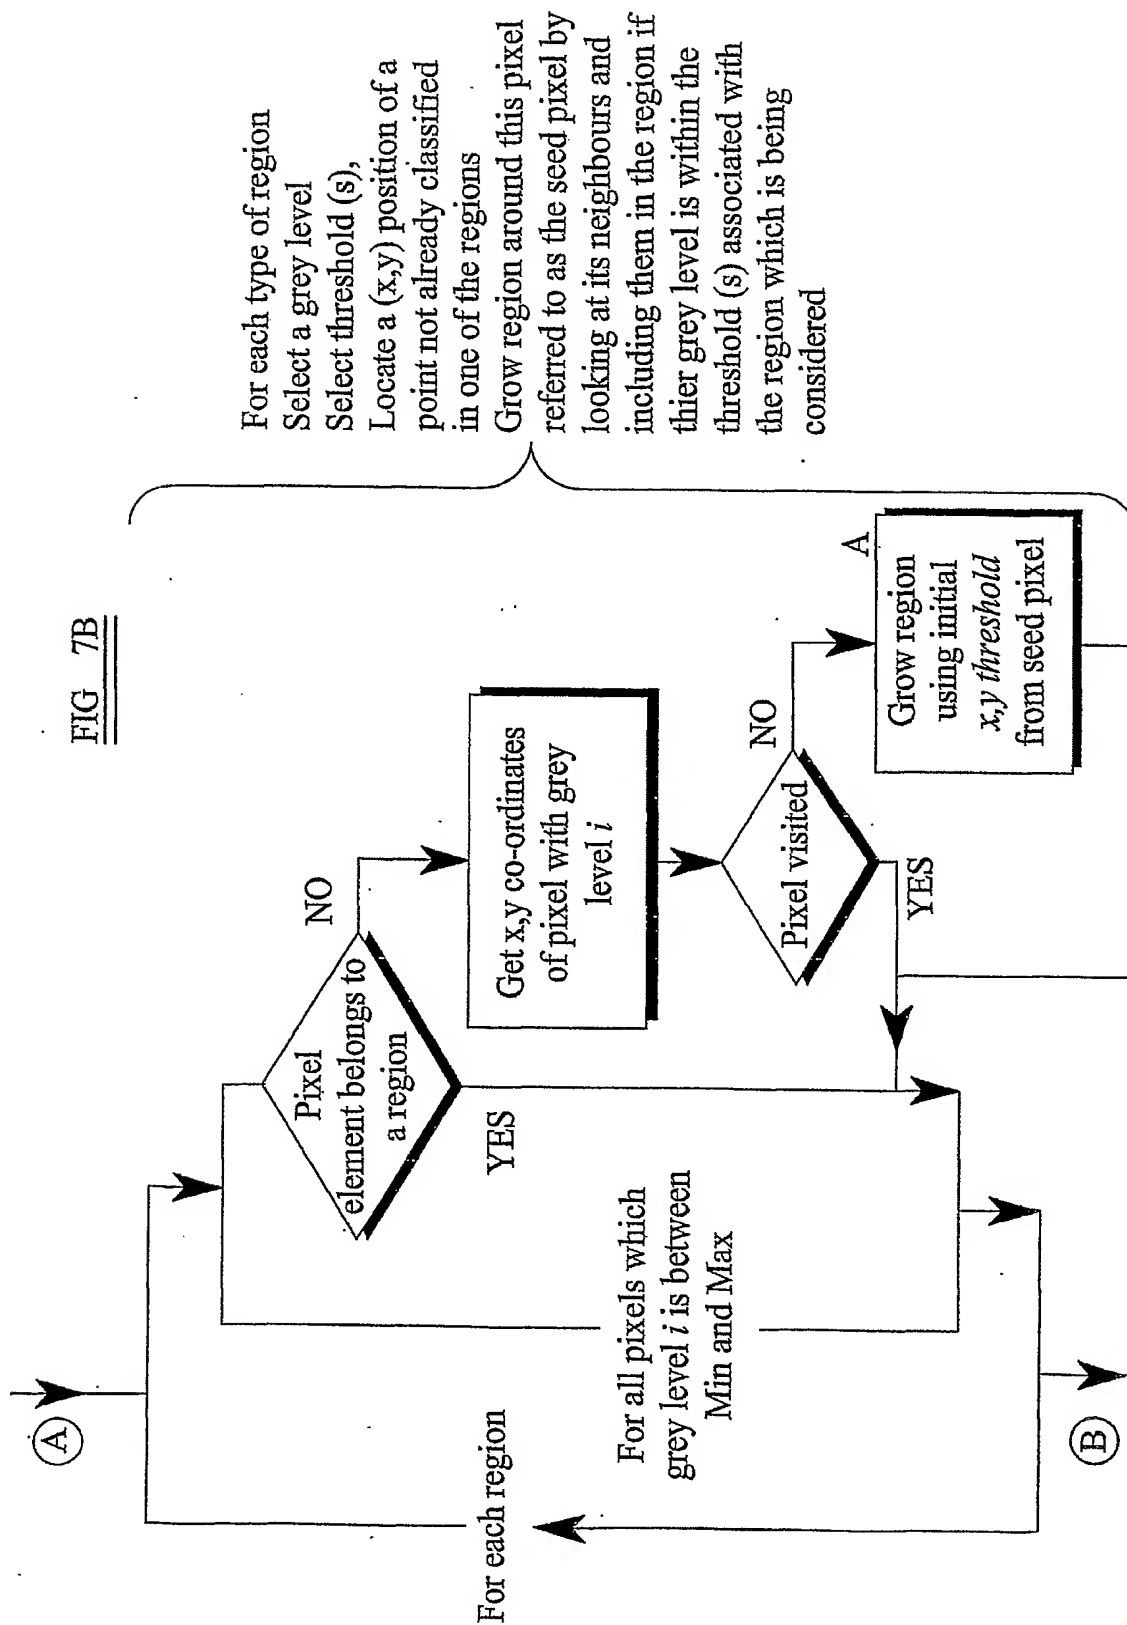 FIG 7B
A
For each region
For all pixels which
grey level i is between
Min and Max
Pixel
element belongs to
a region
NO
YES
Get x,y co-ordinates
of pixel with grey
level i
Pixel visited
NO
YES
A
Grow region
using initial
x,y threshold
from seed pixel
B
For each type of region
Select a grey level
Select threshold (s),
Locate a (x,y) position of a
point not already classified
in one of the regions
Grow region around this pixel
referred to as the seed pixel by
looking at its neighbours and
including them in the region if
thier grey level is within the
threshold (s) associated with
the region which is being
considered